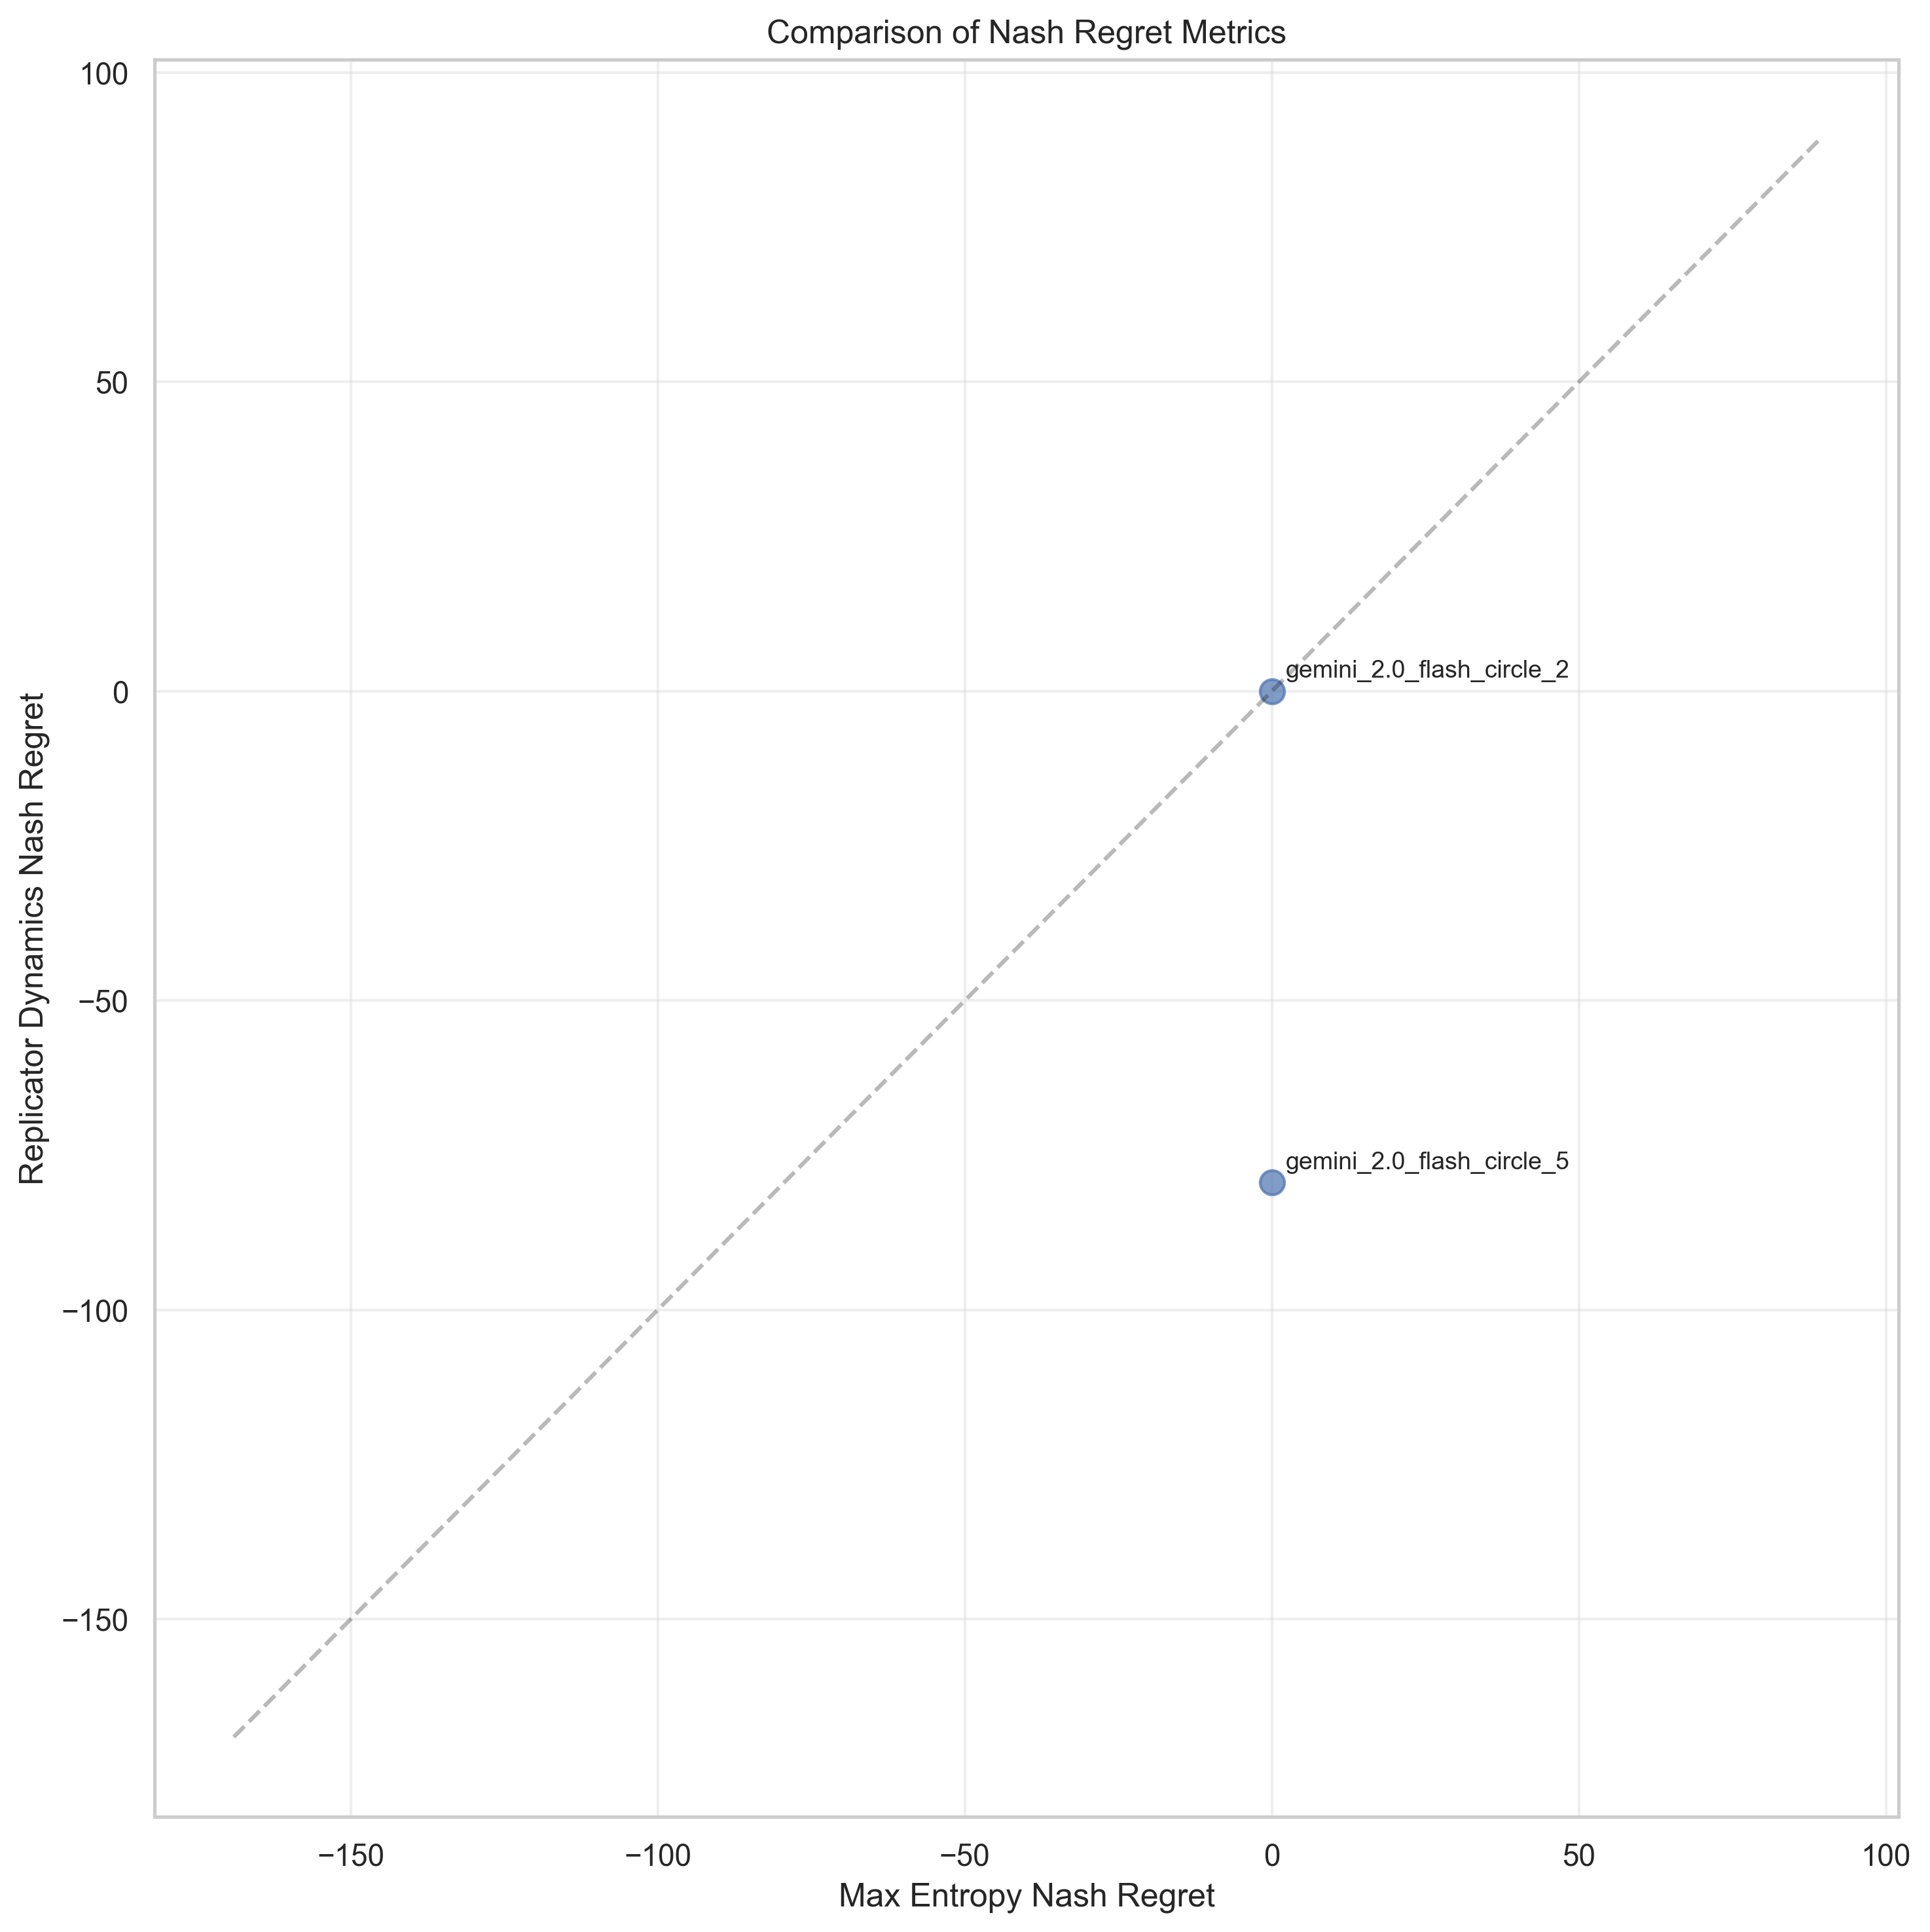 Comparison of Nash Regret Metrics
Replicator Dynamics Nash Regret
100
50
0
−50
−100
−150
gemini_2.0_flash_circle_2
gemini_2.0_flash_circle_5
−150
−100
−50
0
50
100
Max Entropy Nash Regret